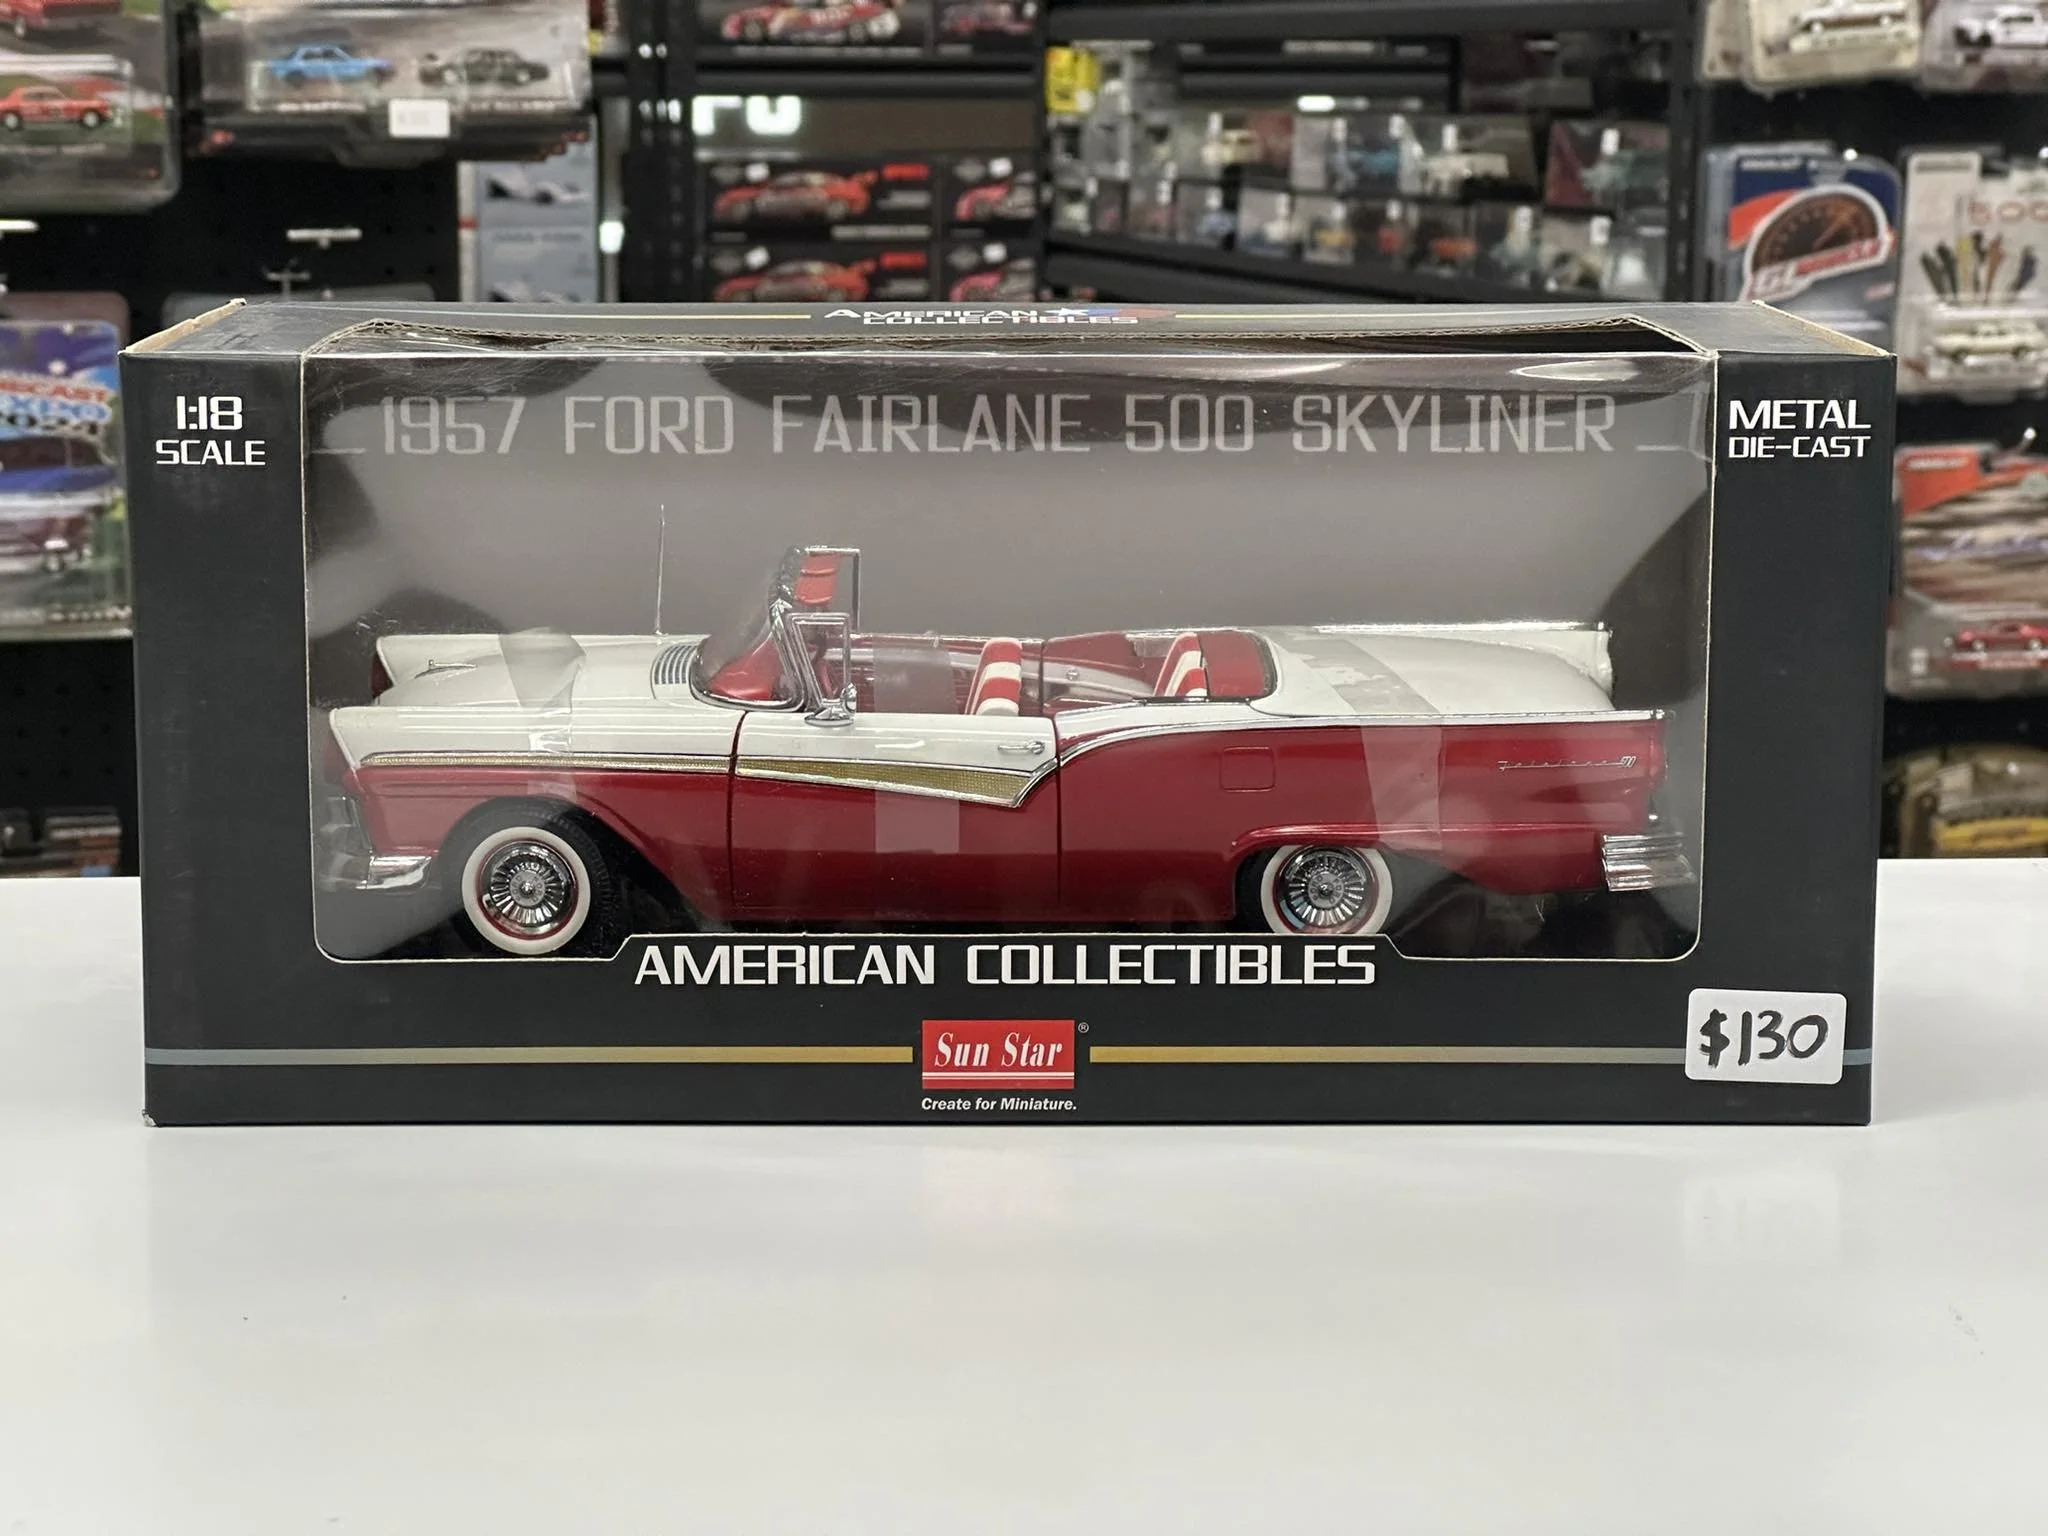 AMERICAN
COLLECTIBLES
1:18
SCALE
1957 FORD FAIRLANE 500 SKYLINER
METAL
DIE-CAST
AMERICAN COLLECTIBLES
Sun Star ®
Create for Miniature.
$130